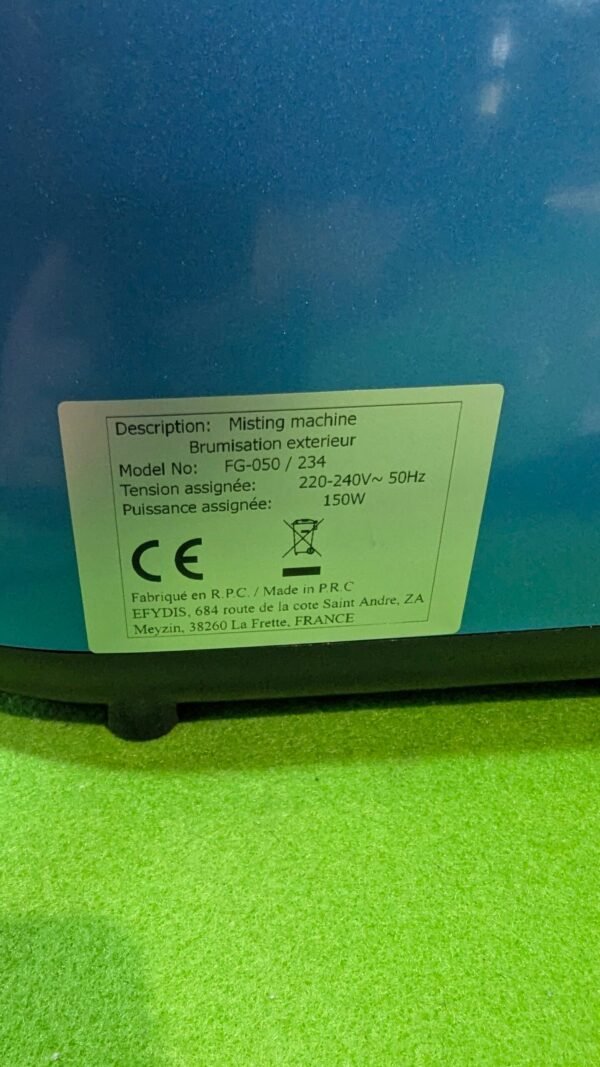 Description: Misting machine
Brumisation exterieur
Model No: FG-050 / 234
Tension assignée: 220-240V~ 50Hz
Puissance assignée: 150W
CE
Fabriqué en R.P.C. / Made in P.R.C
EFYDIS, 684 route de la cote Saint Andre, ZA
Meyzin, 38260 La Frette, FRANCE